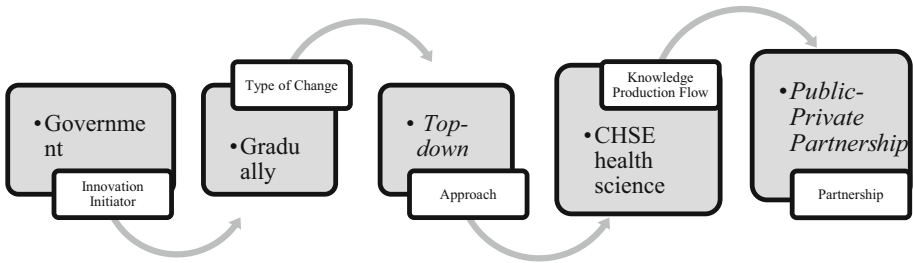 •Governme
nt
Innovation
Initiator
Type of Change
•Gradu
ally
• Top-
down
Approach
Knowledge
Production Flow
•CHSE
health
science
•Public-
Private
Partnership
Partnership